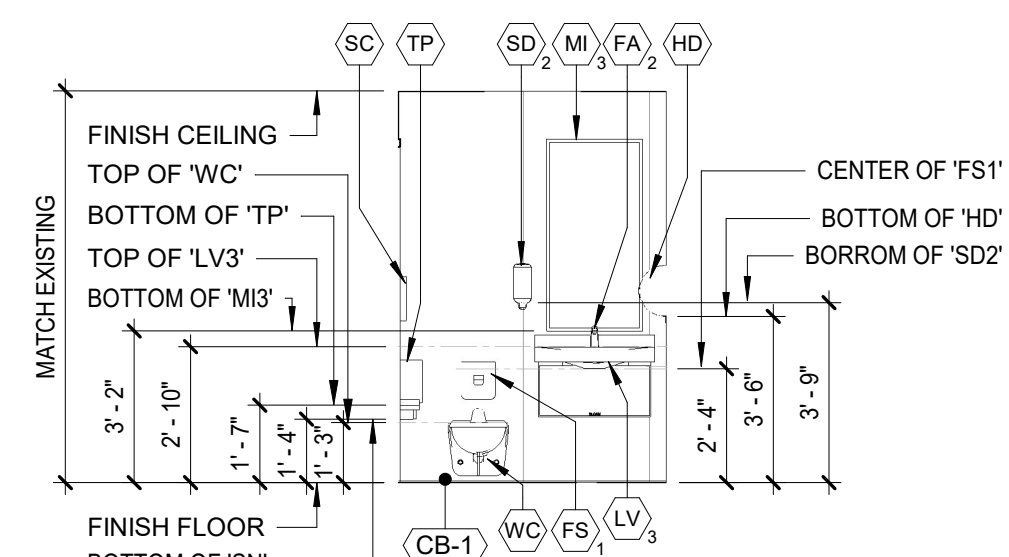 SC
TP
SD 2
MI 3
FA 2
HD
FINISH CEILING
TOP OF 'WC'
BOTTOM OF 'TP'
TOP OF 'LV3'
BOTTOM OF 'MI3'
CENTER OF 'FS1'
BOTTOM OF 'HD'
BORROM OF 'SD2'
MATCH EXISTING
3' - 2"
2' - 10"
1' - 7"
1' - 4"
1' - 3"
2' - 4"
3' - 6"
3' - 9"
FINISH FLOOR
CB-1
WC
FS 1
LV 3